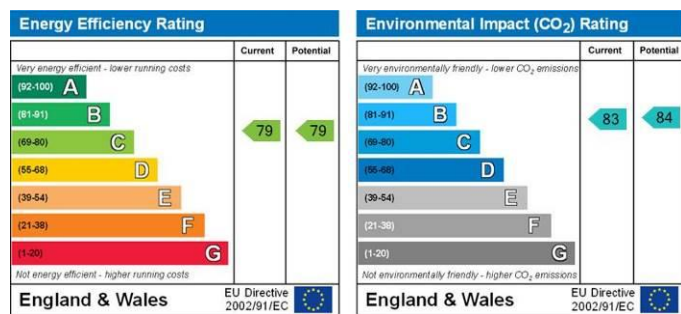 Energy Efficiency Rating
Current Potential
Very energy efficient - lower running costs
(92-100) A
(81-91) B
(69-80) C
(55-68) D
(39-54) E
(21-38) F
(1-20) G
79 79
Not energy efficient - higher running costs
England & Wales
EU Directive
2002/91/EC
Environmental Impact (CO₂) Rating
Current Potential
Very environmentally friendly - lower CO₂ emissions
(92-100) A
(81-91) B
(69-80) C
(55-68) D
(39-54) E
(21-38) F
(1-20) G
83 84
Not environmentally friendly - higher CO₂ emissions
England & Wales
EU Directive
2002/91/EC